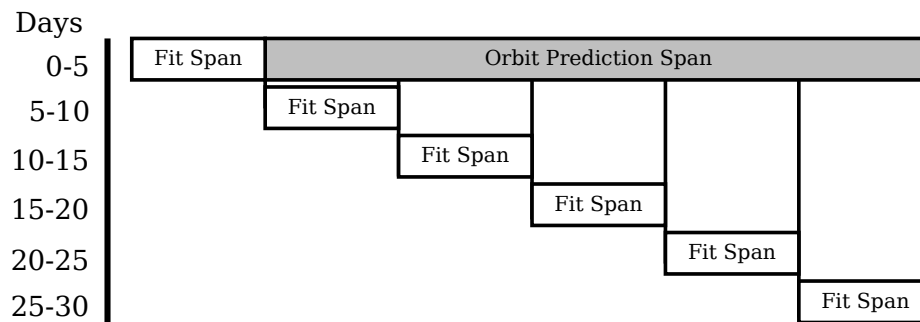 Days
0-5 Fit Span Orbit Prediction Span
5-10 Fit Span
10-15 Fit Span
15-20 Fit Span
20-25 Fit Span
25-30 Fit Span